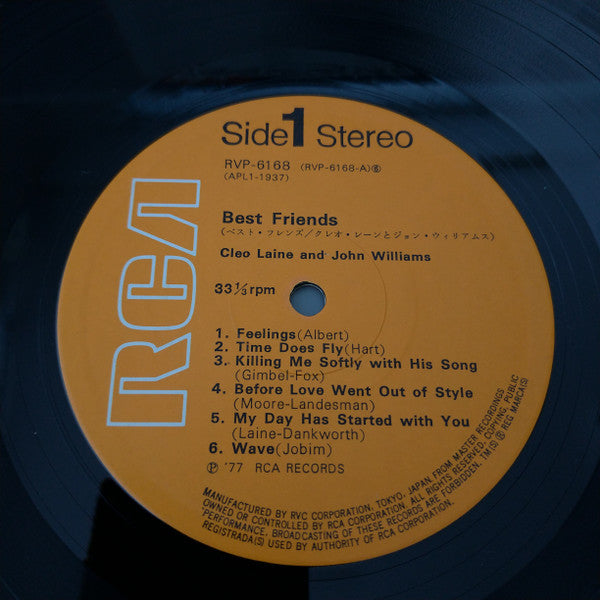 Side 1 Stereo
RVP-6168 (RVP-6168-A)⑥
(APL1-1937)
RCA
Best Friends
(ベスト・フレンズ/クレオ・レーンとジョン・ウィリアムス)
Cleo Laine and John Williams
33⅓ rpm
1. Feelings(Albert)
2. Time Does Fly(Hart)
3. Killing Me Softly with His Song
(Gimbel-Fox)
4. Before Love Went Out of Style
(Moore-Landesman)
5. My Day Has Started with You
(Laine-Dankworth)
6. Wave(Jobim)
℗ '77 RCA RECORDS
MANUFACTURED BY RVC CORPORATION, TOKYO, JAPAN, FROM MASTER RECORDINGS
OWNED OR CONTROLLED BY RCA CORPORATION. ALL RIGHTS RESERVED. COPYING, PUBLIC
PERFORMANCE, BROADCASTING OF THESE RECORDS ARE FORBIDDEN. TM(S) ® REG. MARCA(S)
REGISTRADA(S) USED BY AUTHORITY OF RCA CORPORATION.